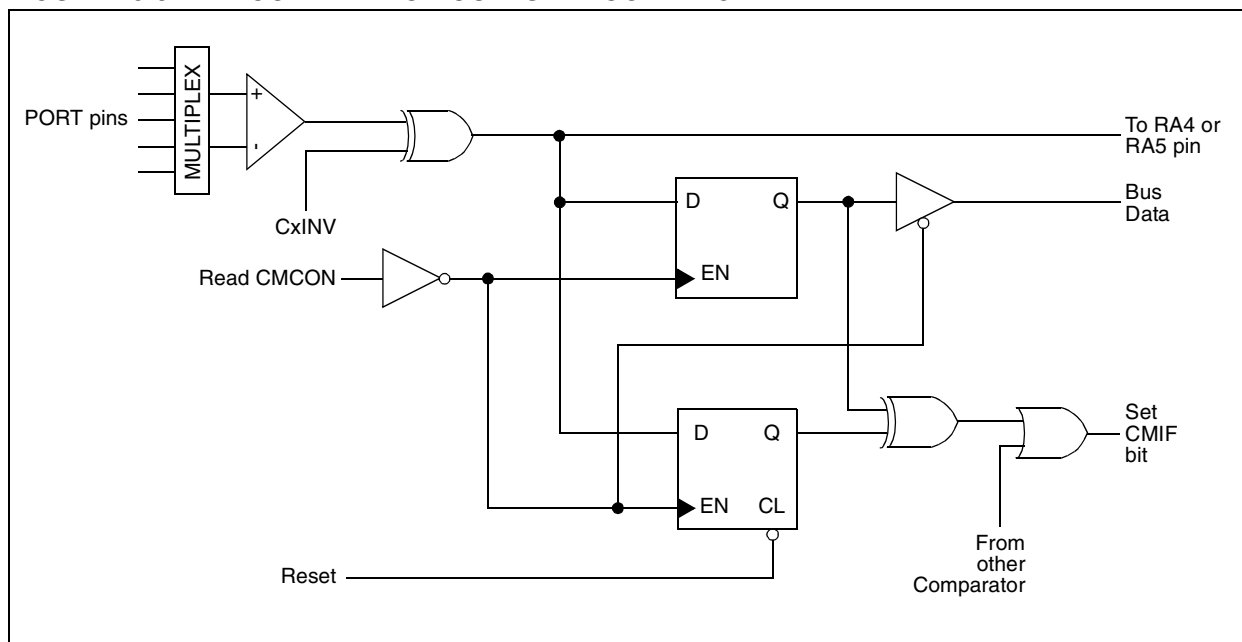 MULTIPLEX
PORT pins
+
-
CxINV
To RA4 or
RA5 pin
D
Q
EN
Bus
Data
Read CMCON
D
Q
EN
CL
Set
CMIF
bit
From
other
Comparator
Reset